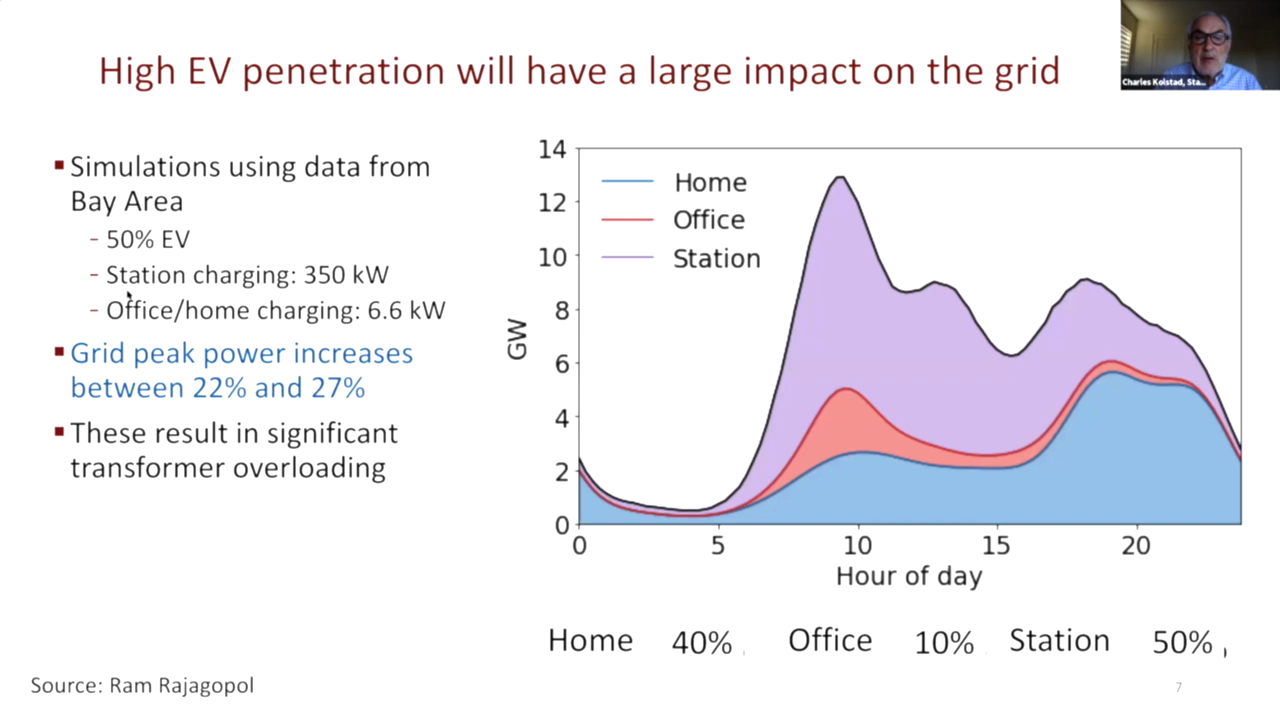 High EV penetration will have a large impact on the grid
Charles Kolstad, Sta...
▪ Simulations using data from
Bay Area
- 50% EV
- Station charging: 350 kW
- Office/home charging: 6.6 kW
▪ Grid peak power increases
between 22% and 27%
▪ These result in significant
transformer overloading
14
12
10
8
6
4
2
0
GW
Home
Office
Station
0 5 10 15 20
Hour of day
Home 40% Office 10% Station 50% ,
Source: Ram Rajagopol
7